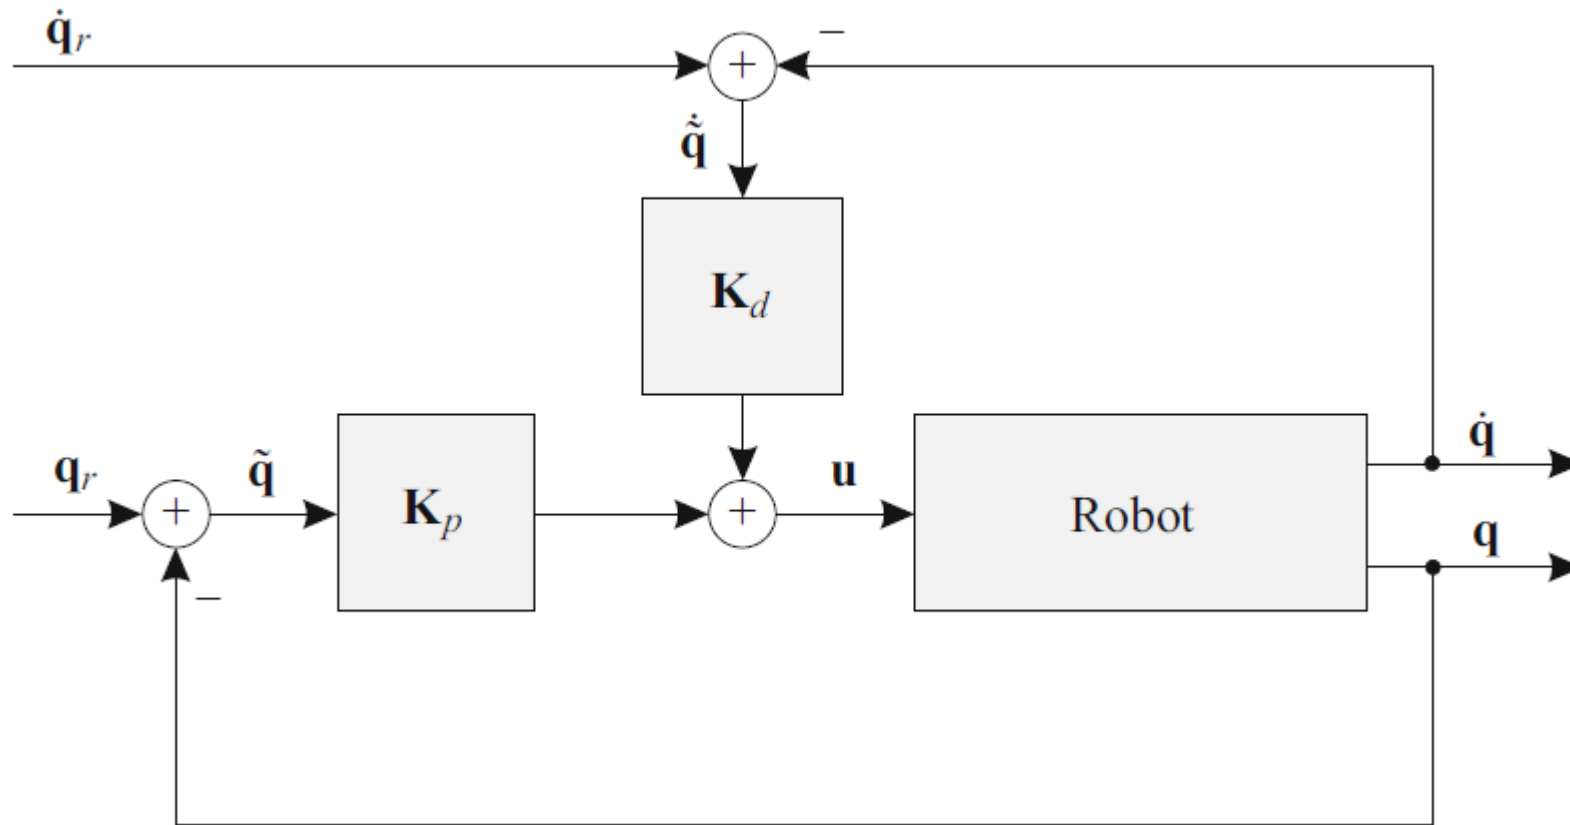 q̇ᵣ
+
−
q̃̇
K_d
qᵣ
+
−
q̃
K_p
+
u
Robot
q̇
q